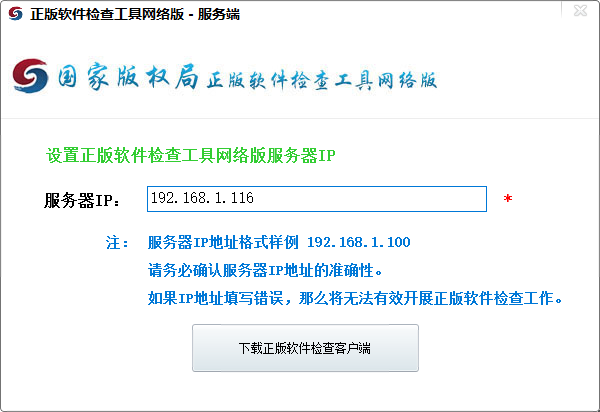 正版软件检查工具网络版 - 服务端
国家版权局正版软件检查工具网络版
设置正版软件检查工具网络版服务器IP
服务器IP： 192.168.1.116 *
注： 服务器IP地址格式样例 192.168.1.100
请务必确认服务器IP地址的准确性。
如果IP地址填写错误，那么将无法有效开展正版软件检查工作。
下载正版软件检查客户端